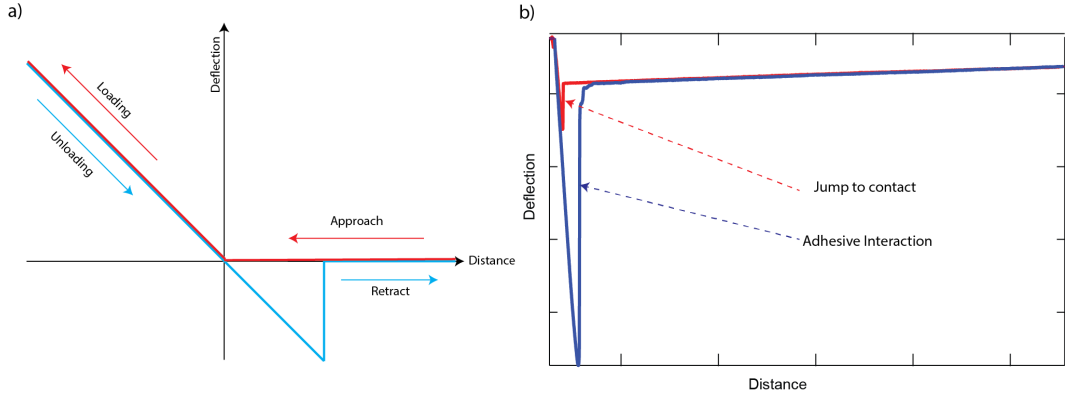 a)
Deflection
Loading
Unloading
Approach
Distance
Retract
b)
Deflection
Jump to contact
Adhesive Interaction
Distance